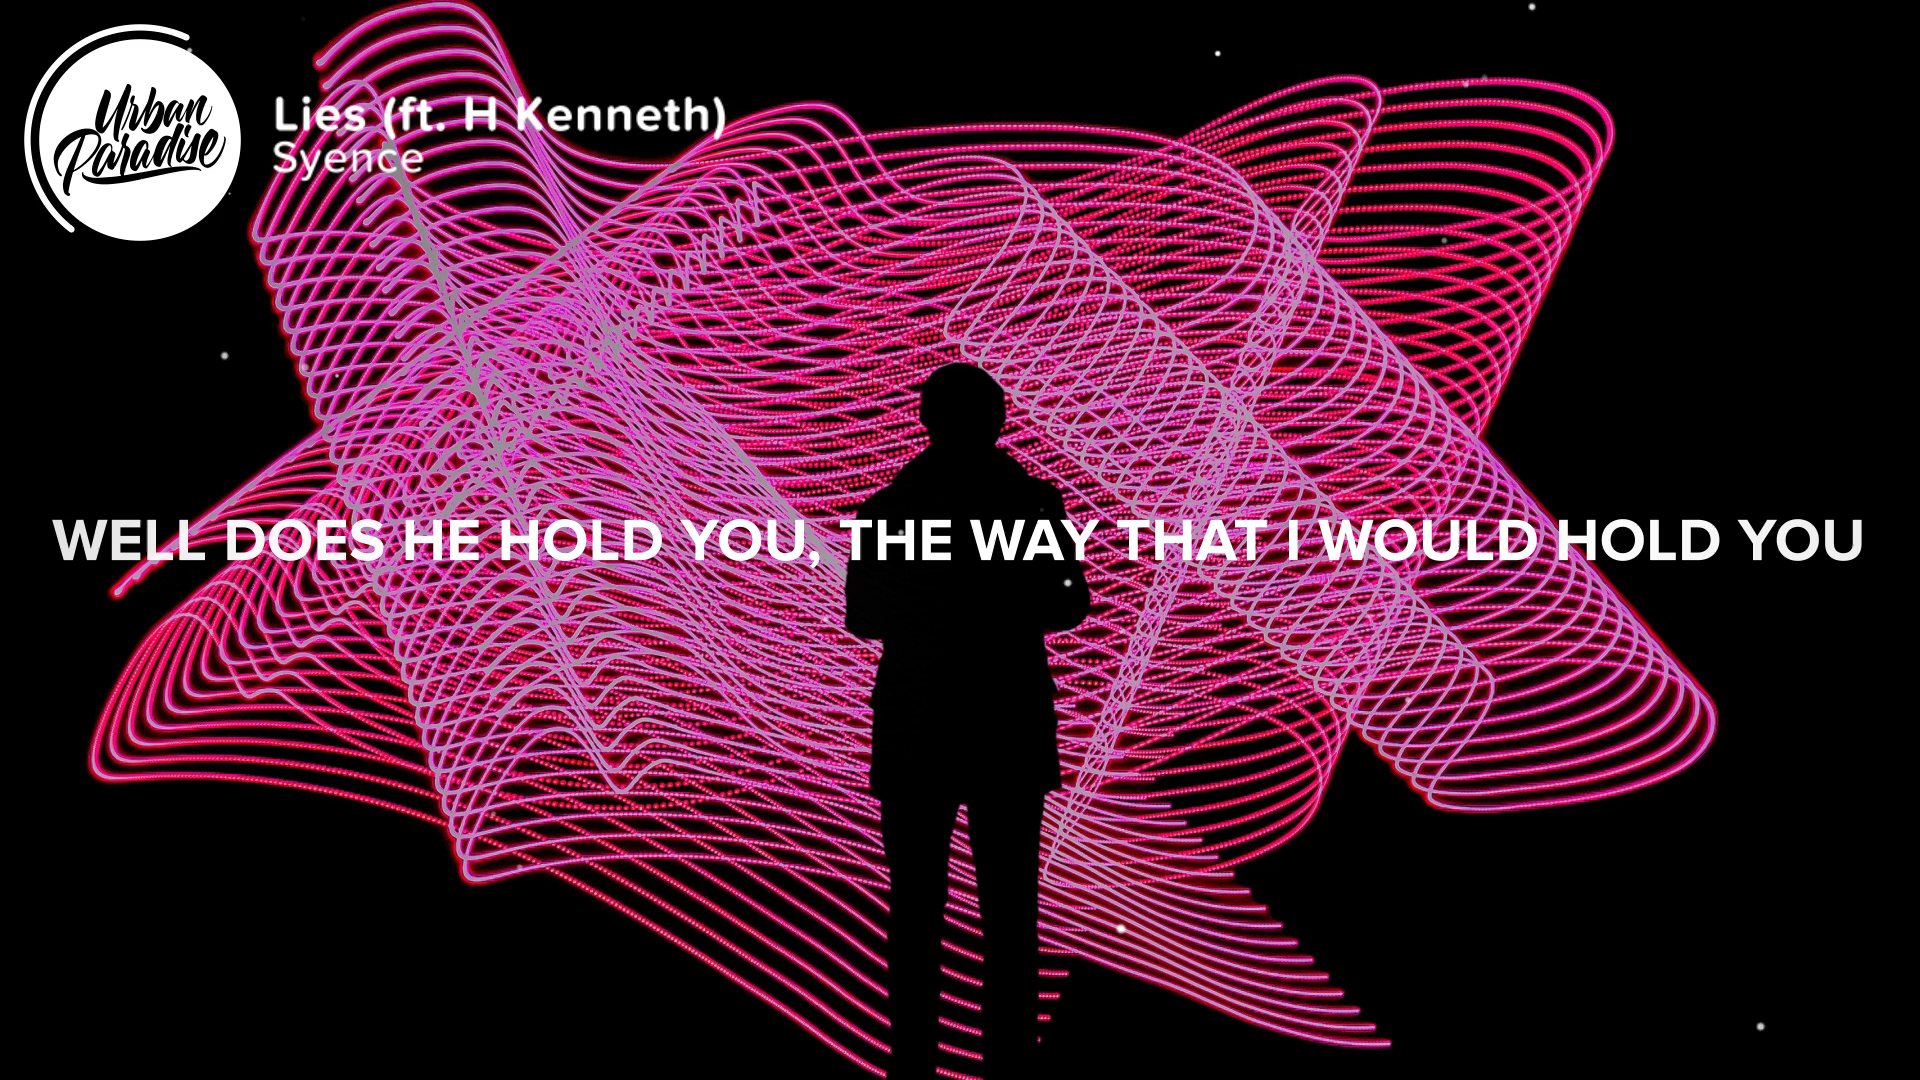 Urban
Paradise
Lies (ft. H Kenneth)
Syence
WELL DOES HE HOLD YOU, THE WAY THAT I WOULD HOLD YOU